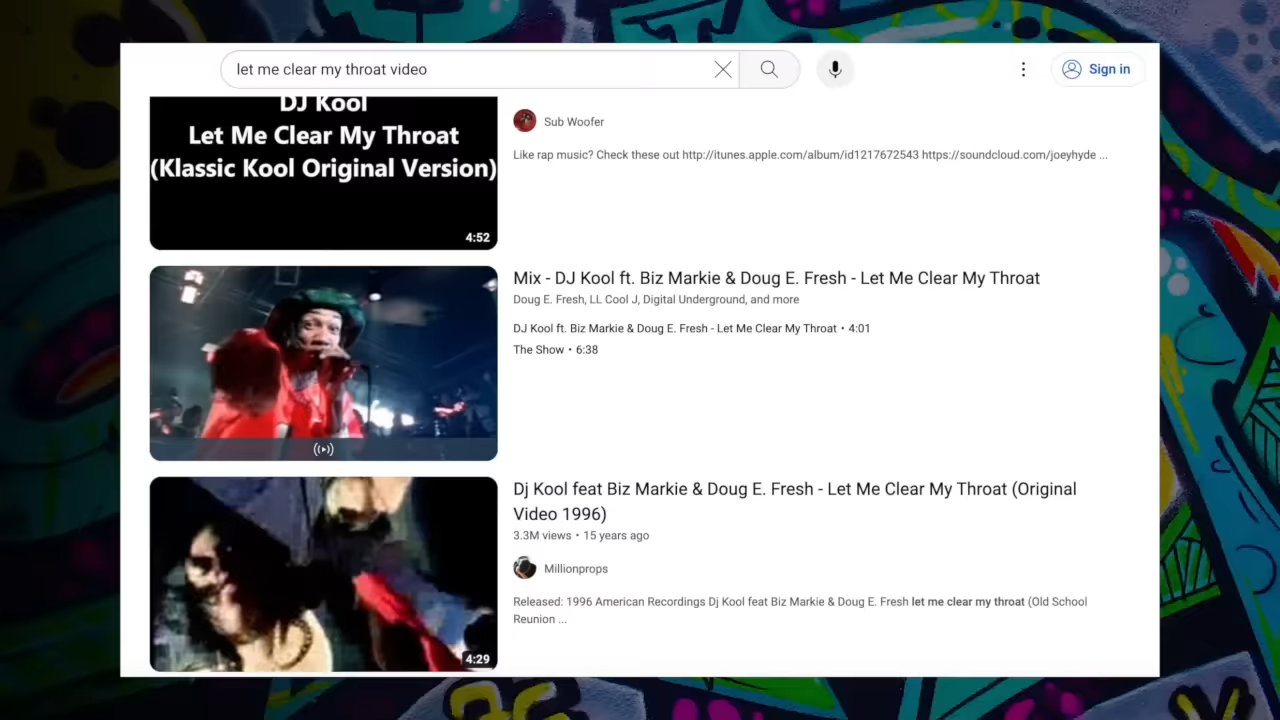 let me clear my throat video
Sign in
DJ Kool
Let Me Clear My Throat
(Klassic Kool Original Version)
4:52
Sub Woofer
Like rap music? Check these out http://itunes.apple.com/album/id1217672543 https://soundcloud.com/joeyhyde ...
Mix - DJ Kool ft. Biz Markie & Doug E. Fresh - Let Me Clear My Throat
Doug E. Fresh, LL Cool J, Digital Underground, and more
DJ Kool ft. Biz Markie & Doug E. Fresh - Let Me Clear My Throat • 4:01
The Show • 6:38
Dj Kool feat Biz Markie & Doug E. Fresh - Let Me Clear My Throat (Original
Video 1996)
3.3M views • 15 years ago
Millionprops
Released: 1996 American Recordings Dj Kool feat Biz Markie & Doug E. Fresh let me clear my throat (Old School
Reunion ...
4:29